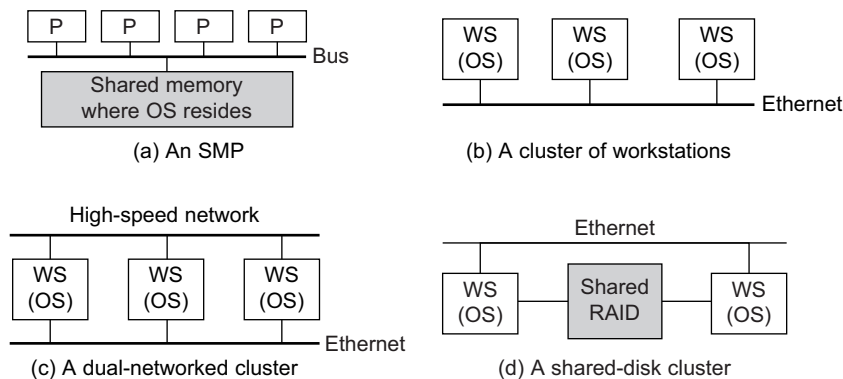 P P P P
Bus
Shared memory
where OS resides
(a) An SMP
WS WS WS
(OS) (OS) (OS)
Ethernet
(b) A cluster of workstations
High-speed network
WS WS WS
(OS) (OS) (OS)
Ethernet
(c) A dual-networked cluster
Ethernet
WS Shared WS
(OS) RAID (OS)
(d) A shared-disk cluster